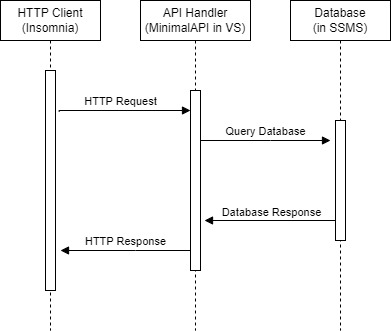 HTTP Client
(Insomnia)
API Handler
(MinimalAPI in VS)
Database
(in SSMS)
HTTP Request
Query Database
Database Response
HTTP Response